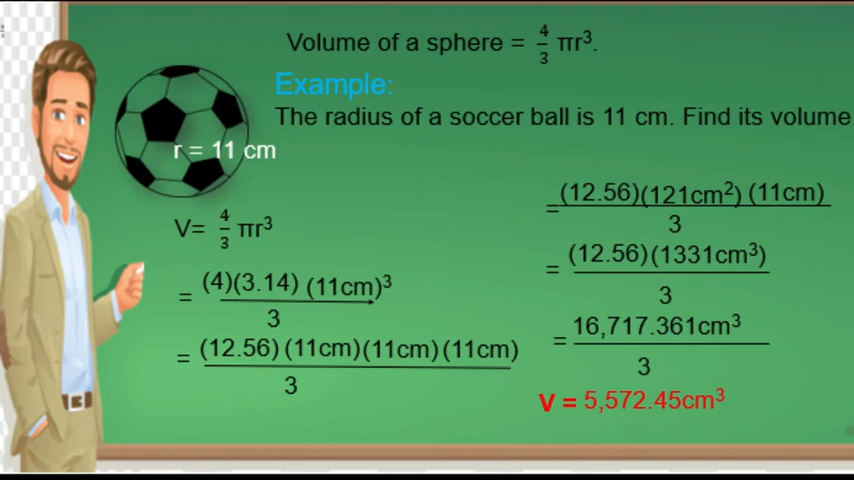 Volume of a sphere = 4/3 πr³.
Example:
The radius of a soccer ball is 11 cm. Find its volume
r = 11 cm
V= 4/3 πr³
= (4)(3.14) (11cm)³
3
= (12.56)(11cm)(11cm)(11cm)
3
= (12.56)(121cm²)(11cm)
3
= (12.56)(1331cm³)
3
= 16,717.361cm³
3
V = 5,572.45cm³